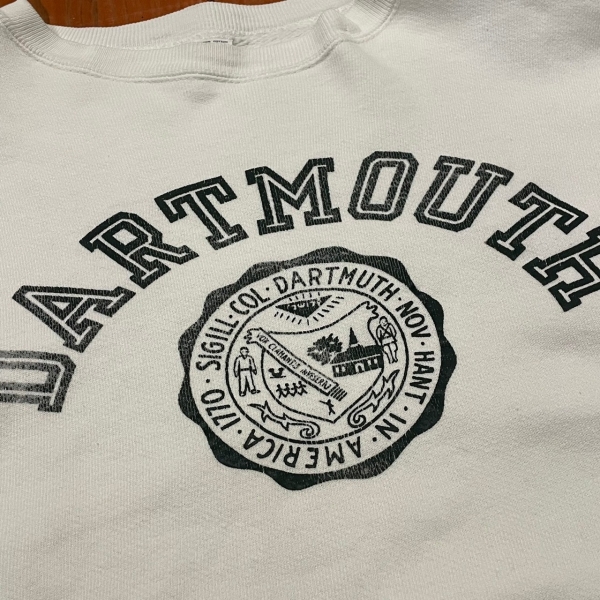 DARTMOUTH
SIGILL · COL · DARTMUTH · NOV · HANT · IN · AMERICA · 1770 ·
VOX CLAMANTIS IN DESERTO